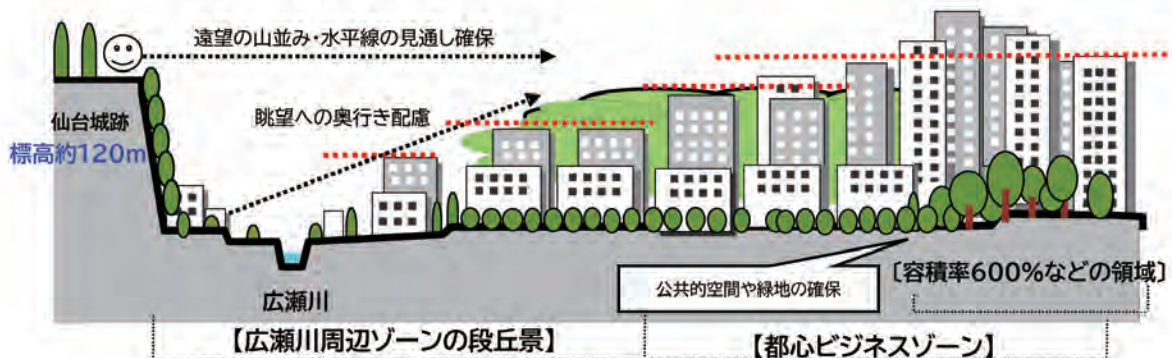 遠望の山並み・水平線の見通し確保
仙台城跡
標高約120m
眺望への奥行き配慮
広瀬川
公共的空間や緑地の確保
〔容積率600%などの領域〕
【広瀬川周辺ゾーンの段丘景】
【都心ビジネスゾーン】